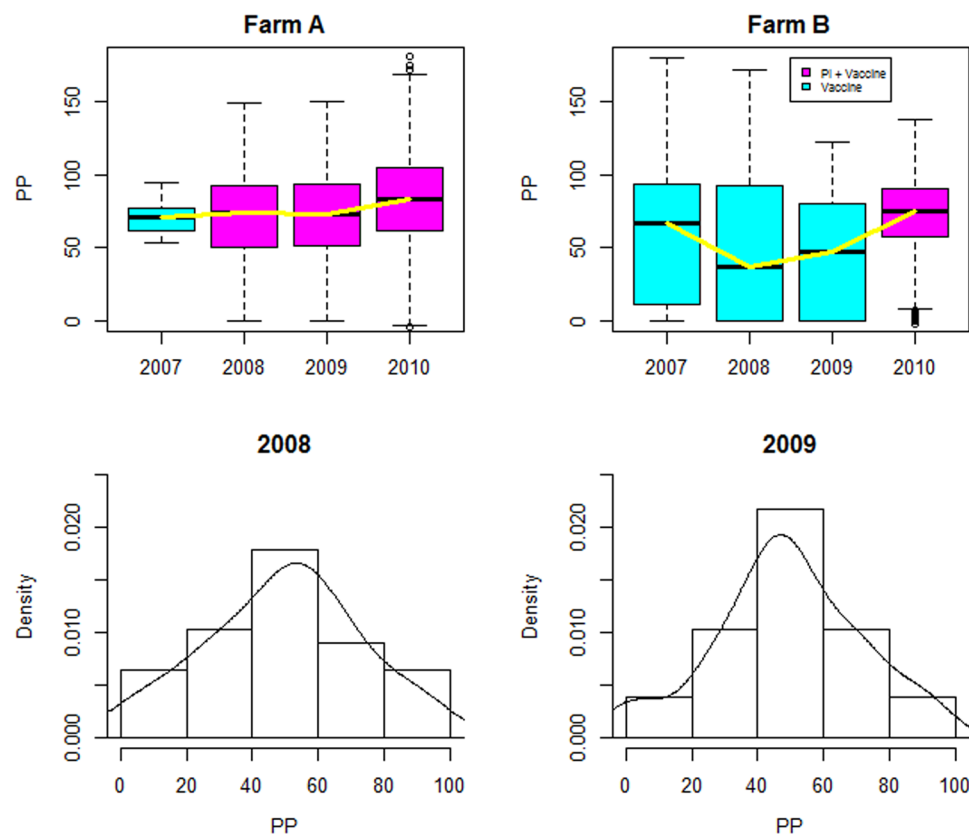 Farm A
PP
0 50 100 150
2007 2008 2009 2010
Farm B
PP
0 50 100 150
PI + Vaccine
Vaccine
2007 2008 2009 2010
2008
Density
0.000 0.010 0.020
0 20 40 60 80 100
PP
2009
Density
0.000 0.010 0.020
0 20 40 60 80 100
PP